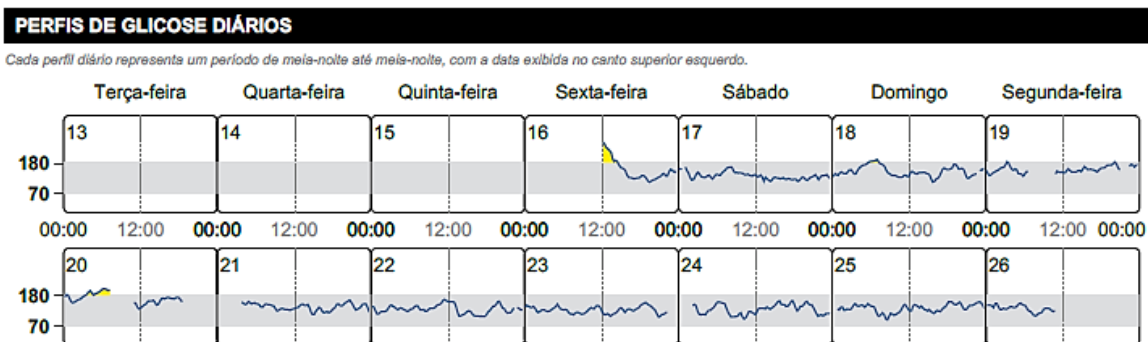 PERFIS DE GLICOSE DIÁRIOS
Cada perfil diário representa um período de meia-noite até meia-noite, com a data exibida no canto superior esquerdo.
Terça-feira Quarta-feira Quinta-feira Sexta-feira Sábado Domingo Segunda-feira
13 14 15 16 17 18 19
180
70
00:00 12:00 00:00 12:00 00:00 12:00 00:00 12:00 00:00 12:00 00:00 12:00 00:00 12:00 00:00
20 21 22 23 24 25 26
180
70